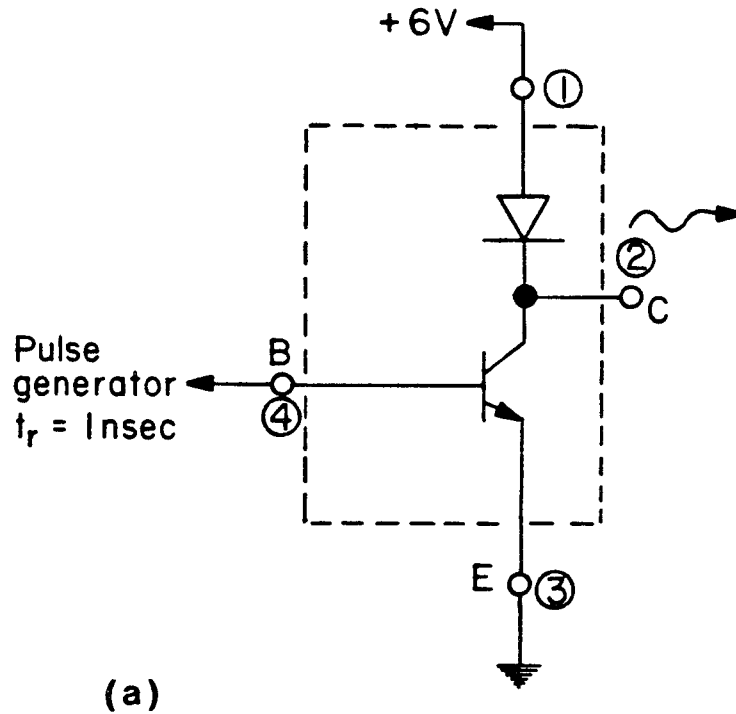 +6V
①
②
C
Pulse
generator
tr = 1nsec
B
④
E
③
(a)